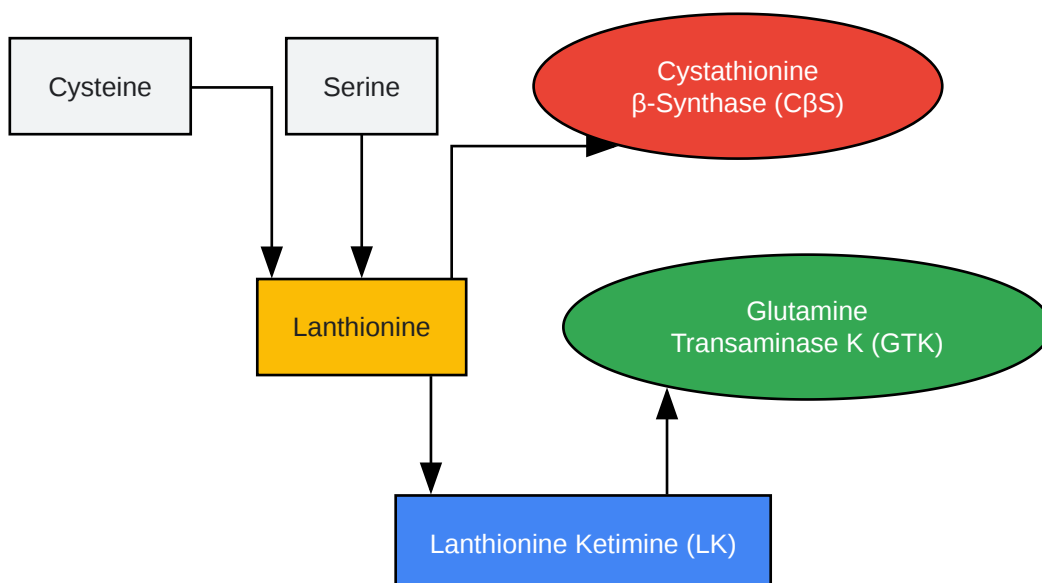 Cysteine
Serine
Cystathionine
β-Synthase (CβS)
Lanthionine
Glutamine
Transaminase K (GTK)
Lanthionine Ketimine (LK)